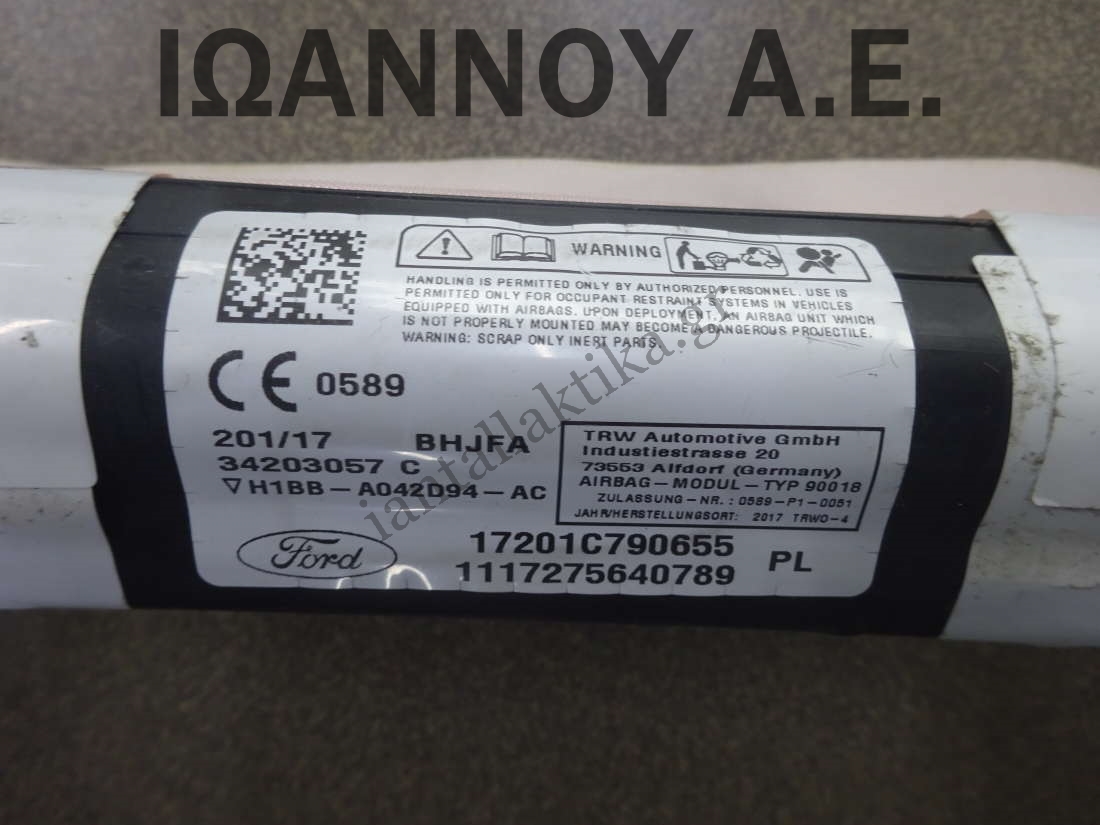 ΙΩΑΝΝΟΥ Α.Ε.
WARNING
HANDLING IS PERMITTED ONLY BY AUTHORIZED PERSONNEL. USE IS
PERMITTED ONLY FOR OCCUPANT RESTRAINT SYSTEMS IN VEHICLES
EQUIPPED WITH AIRBAGS. UPON DEPLOYMENT, AN AIRBAG UNIT WHICH
IS NOT PROPERLY MOUNTED MAY BECOME A DANGEROUS PROJECTILE.
WARNING: SCRAP ONLY INERT PARTS.
CE 0589
201/17 BHJFA
34203057 C
H1BB-A042D94-AC
TRW Automotive GmbH
Industiestrasse 20
73553 Alfdorf (Germany)
AIRBAG-MODUL-TYP 90018
ZULASSUNG-NR.: 0589-P1-0051
JAHR/HERSTELLUNGSORT: 2017 TRWO-4
Ford
17201C790655
1117275640789
PL
iantallaktika.gr